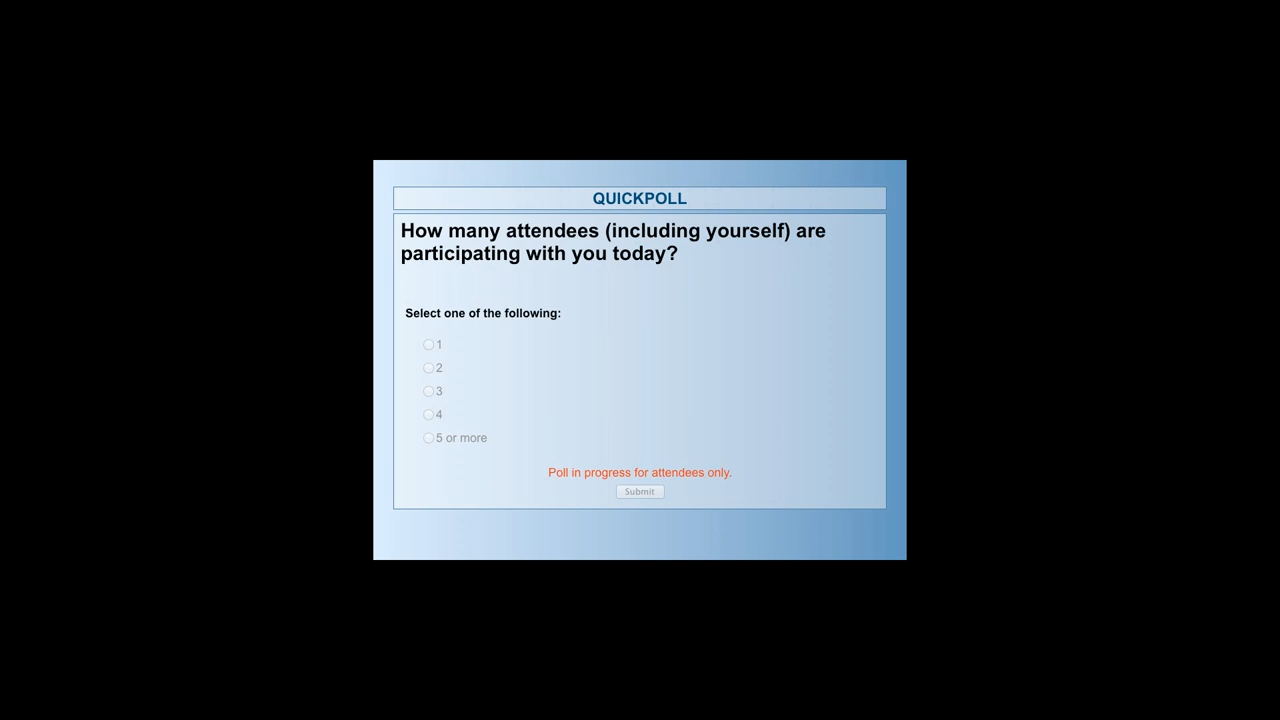 QUICKPOLL
How many attendees (including yourself) are
participating with you today?
Select one of the following:
1
2
3
4
5 or more
Poll in progress for attendees only.
Submit